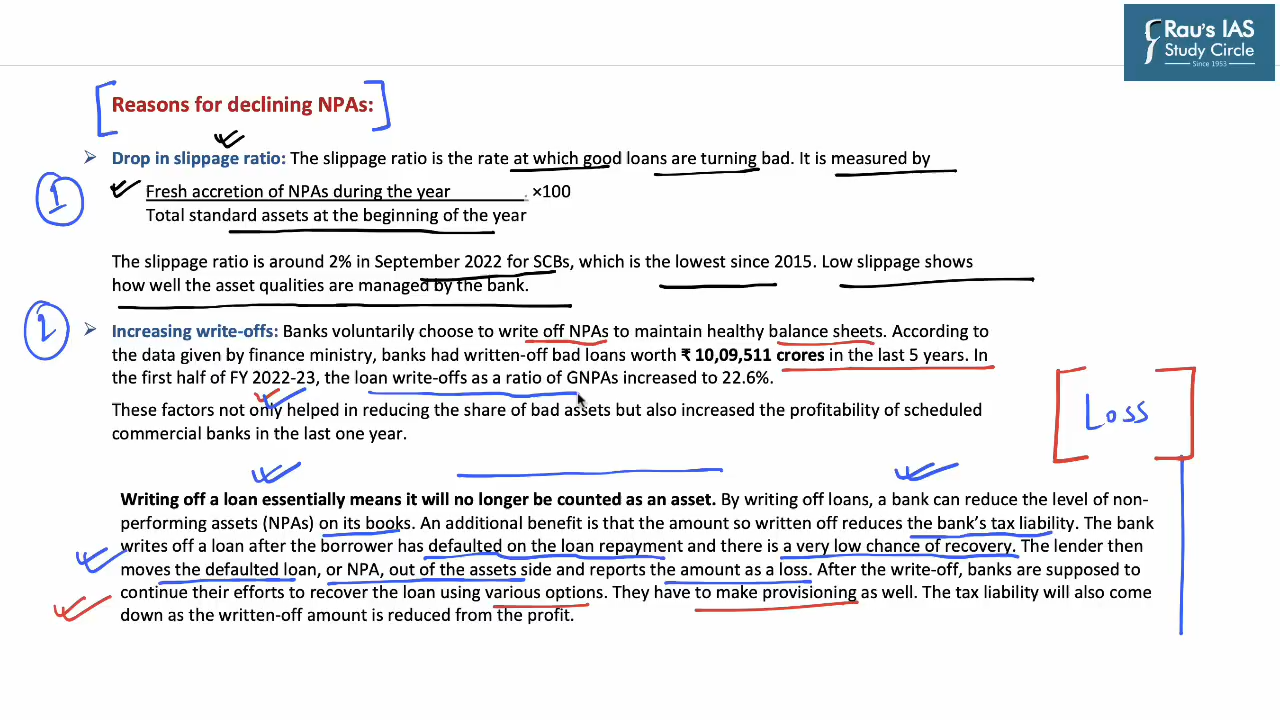 Rau's IAS
Study Circle
Since 1953
Reasons for declining NPAs:
1
➢ Drop in slippage ratio: The slippage ratio is the rate at which good loans are turning bad. It is measured by
Fresh accretion of NPAs during the year ×100
Total standard assets at the beginning of the year
The slippage ratio is around 2% in September 2022 for SCBs, which is the lowest since 2015. Low slippage shows
how well the asset qualities are managed by the bank.
2
➢ Increasing write-offs: Banks voluntarily choose to write off NPAs to maintain healthy balance sheets. According to
the data given by finance ministry, banks had written-off bad loans worth ₹ 10,09,511 crores in the last 5 years. In
the first half of FY 2022-23, the loan write-offs as a ratio of GNPAs increased to 22.6%.
These factors not only helped in reducing the share of bad assets but also increased the profitability of scheduled
commercial banks in the last one year.
Loss
Writing off a loan essentially means it will no longer be counted as an asset. By writing off loans, a bank can reduce the level of non-
performing assets (NPAs) on its books. An additional benefit is that the amount so written off reduces the bank's tax liability. The bank
writes off a loan after the borrower has defaulted on the loan repayment and there is a very low chance of recovery. The lender then
moves the defaulted loan, or NPA, out of the assets side and reports the amount as a loss. After the write-off, banks are supposed to
continue their efforts to recover the loan using various options. They have to make provisioning as well. The tax liability will also come
down as the written-off amount is reduced from the profit.